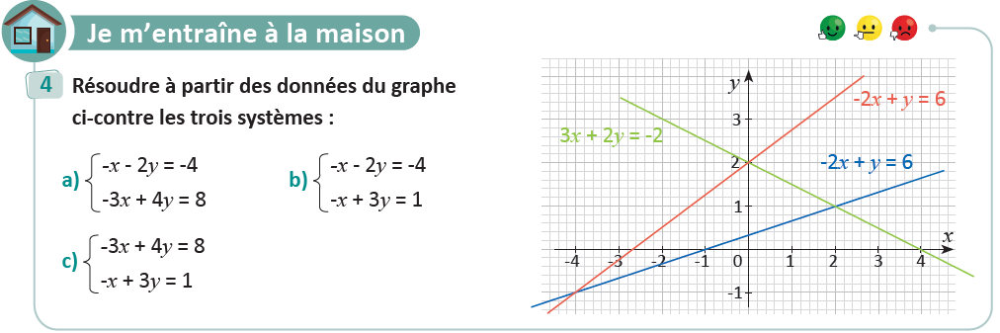 Je m'entraîne à la maison
4 Résoudre à partir des données du graphe
ci-contre les trois systèmes :
a) -x - 2y = -4
-3x + 4y = 8
b) -x - 2y = -4
-x + 3y = 1
c) -3x + 4y = 8
-x + 3y = 1
y
-2x + y = 6
3x + 2y = -2
-2x + y = 6
3
2
1
x
-4 -3 -2 -1 0 1 2 3 4
-1